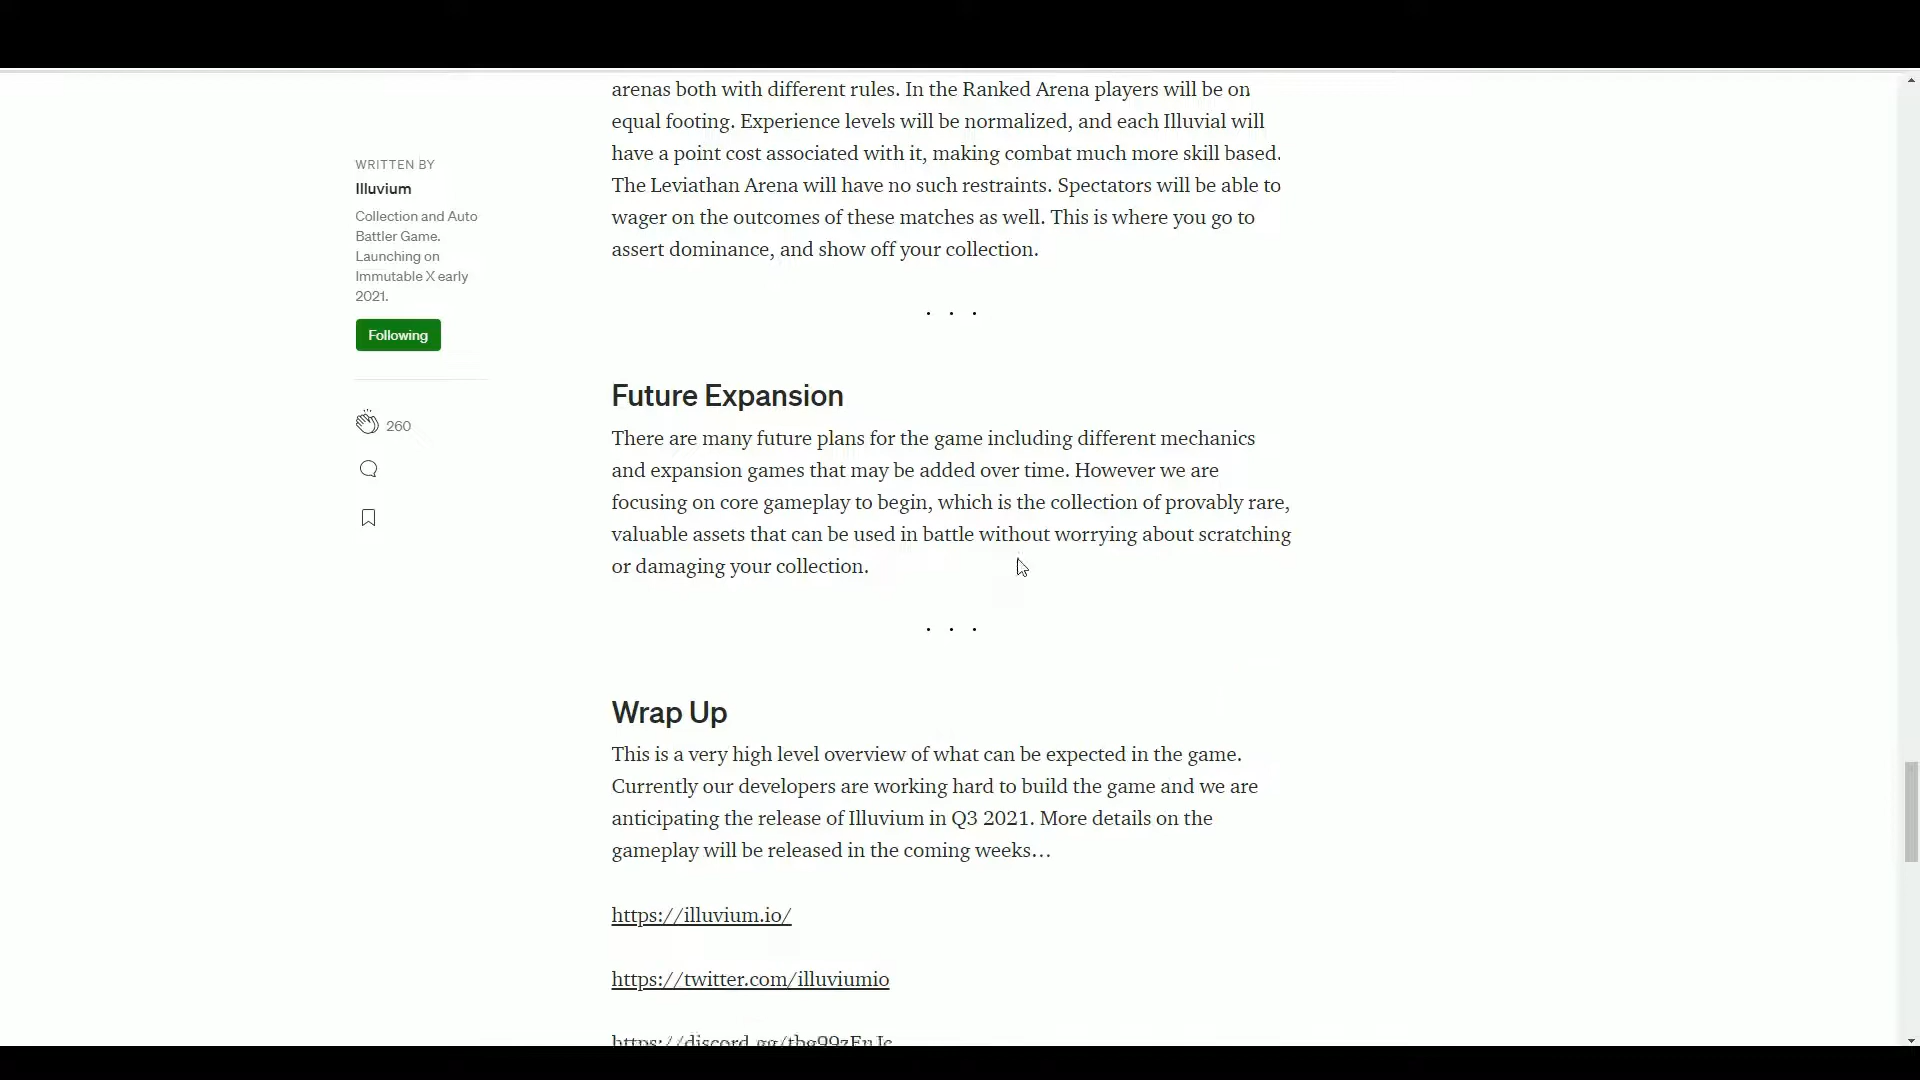 WRITTEN BY
Illuvium
Collection and Auto
Battler Game.
Launching on
Immutable X early
2021.
Following
260
arenas both with different rules. In the Ranked Arena players will be on
equal footing. Experience levels will be normalized, and each Illuvial will
have a point cost associated with it, making combat much more skill based.
The Leviathan Arena will have no such restraints. Spectators will be able to
wager on the outcomes of these matches as well. This is where you go to
assert dominance, and show off your collection.
. . .
Future Expansion
There are many future plans for the game including different mechanics
and expansion games that may be added over time. However we are
focusing on core gameplay to begin, which is the collection of provably rare,
valuable assets that can be used in battle without worrying about scratching
or damaging your collection.
. . .
Wrap Up
This is a very high level overview of what can be expected in the game.
Currently our developers are working hard to build the game and we are
anticipating the release of Illuvium in Q3 2021. More details on the
gameplay will be released in the coming weeks…
https://illuvium.io/
https://twitter.com/illuviumio